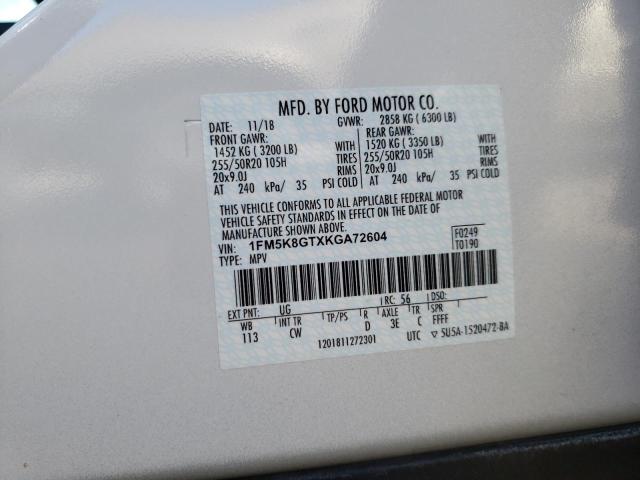 MFD. BY FORD MOTOR CO.
DATE: 11/18 GVWR: 2858 KG ( 6300 LB)
FRONT GAWR: REAR GAWR:
1452 KG ( 3200 LB) WITH 1520 KG ( 3350 LB) WITH
255/50R20 105H TIRES 255/50R20 105H TIRES
20x9.0J RIMS 20x9.0J RIMS
AT 240 kPa/ 35 PSI COLD AT 240 kPa/ 35 PSI COLD
THIS VEHICLE CONFORMS TO ALL APPLICABLE FEDERAL MOTOR
VEHICLE SAFETY STANDARDS IN EFFECT ON THE DATE OF
MANUFACTURE SHOWN ABOVE.
VIN: 1FM5K8GTXKGA72604 F0249
TYPE: MPV T0190
EXT PNT: UG RC: 56 DSO:
WB INT TR TP/PS R AXLE TR SPR
113 CW D 3E C FFFF
1201811272301 UTC ▽ 5U5A-1520472-BA